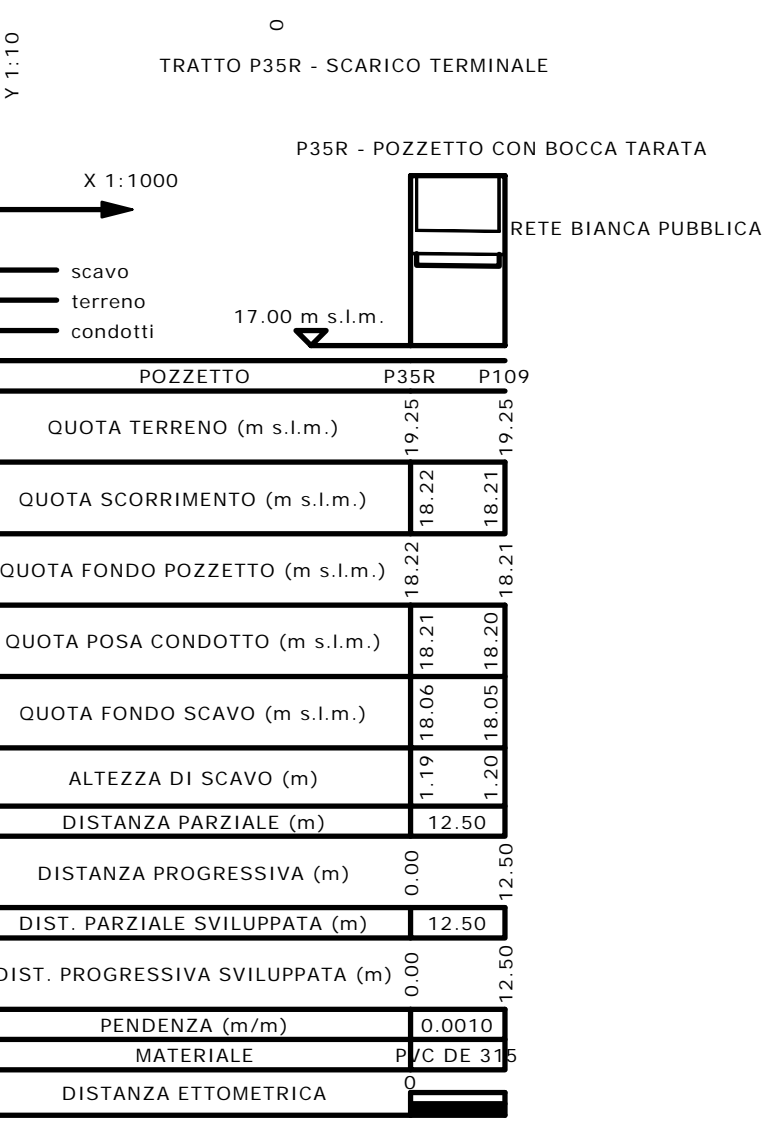 Y 1:10
0
TRATTO P35R - SCARICO TERMINALE
P35R - POZZETTO CON BOCCA TARATA
X 1:1000
RETE BIANCA PUBBLICA
scavo
terreno
17.00 m s.l.m.
condotti
POZZETTO P35R P109
QUOTA TERRENO (m s.l.m.) 19.25 19.25
QUOTA SCORRIMENTO (m s.l.m.) 18.22 18.21
QUOTA FONDO POZZETTO (m s.l.m.) 18.22 18.21
QUOTA POSA CONDOTTO (m s.l.m.) 18.21 18.20
QUOTA FONDO SCAVO (m s.l.m.) 18.06 18.05
ALTEZZA DI SCAVO (m) 1.19 1.20
DISTANZA PARZIALE (m) 12.50
DISTANZA PROGRESSIVA (m) 0.00 12.50
DIST. PARZIALE SVILUPPATA (m) 12.50
DIST. PROGRESSIVA SVILUPPATA (m) 0.00 12.50
PENDENZA (m/m) 0.0010
MATERIALE PVC DE 315
DISTANZA ETTOMETRICA 0